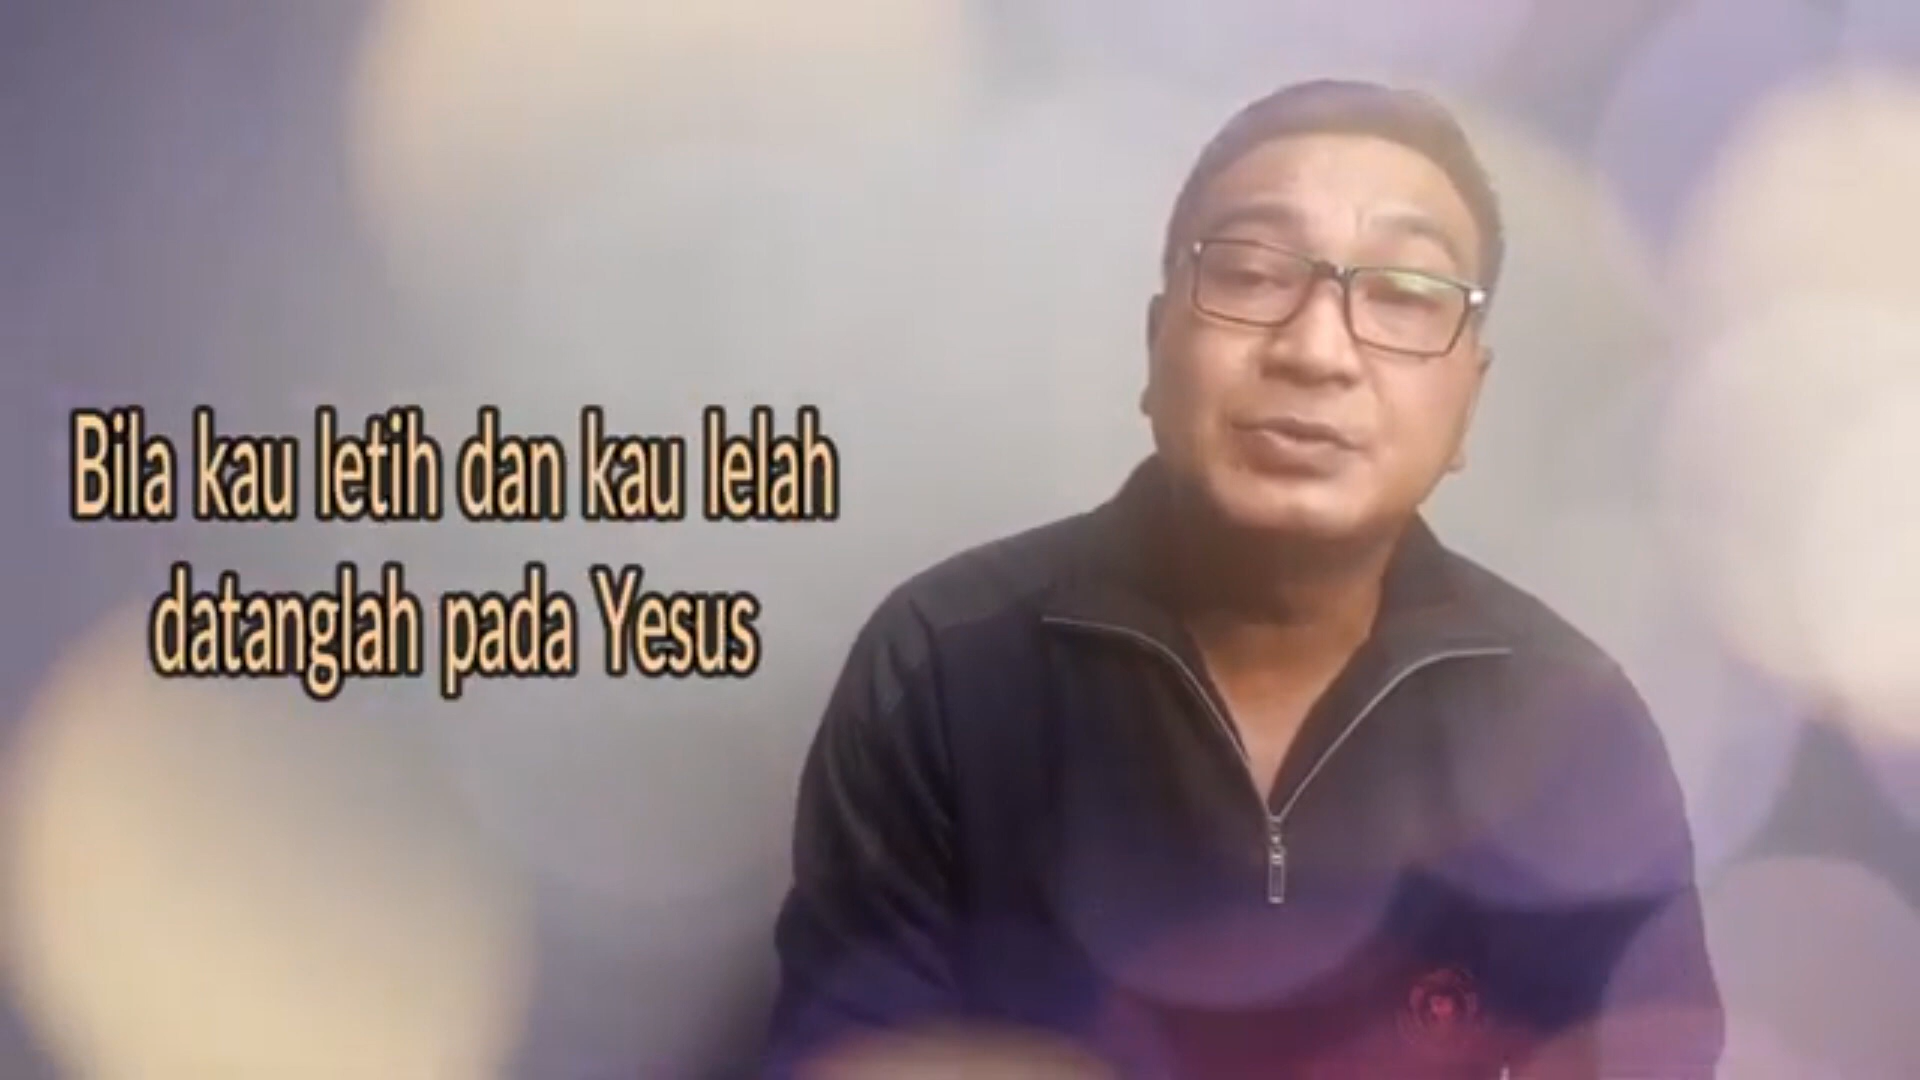 Bila kau letih dan kau lelah
datanglah pada Yesus